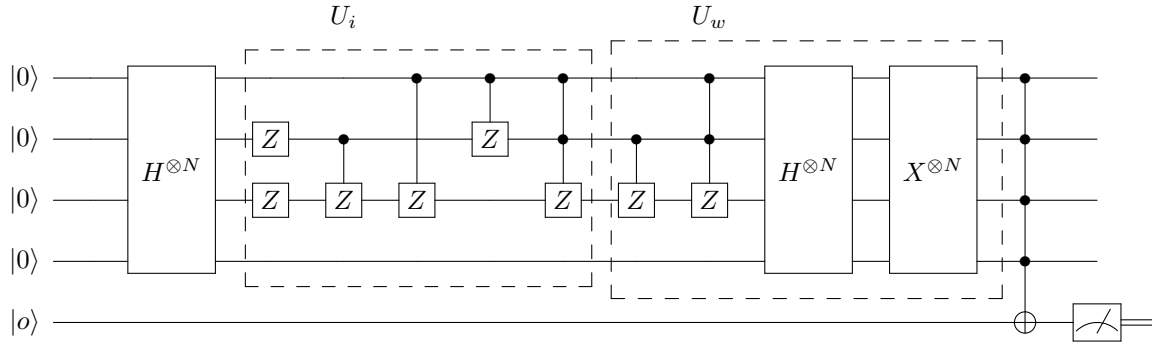 U_i U_w
|0⟩
|0⟩ Z Z
H^{⊗N} H^{⊗N} X^{⊗N}
|0⟩ Z Z Z Z Z Z
|0⟩
|o⟩